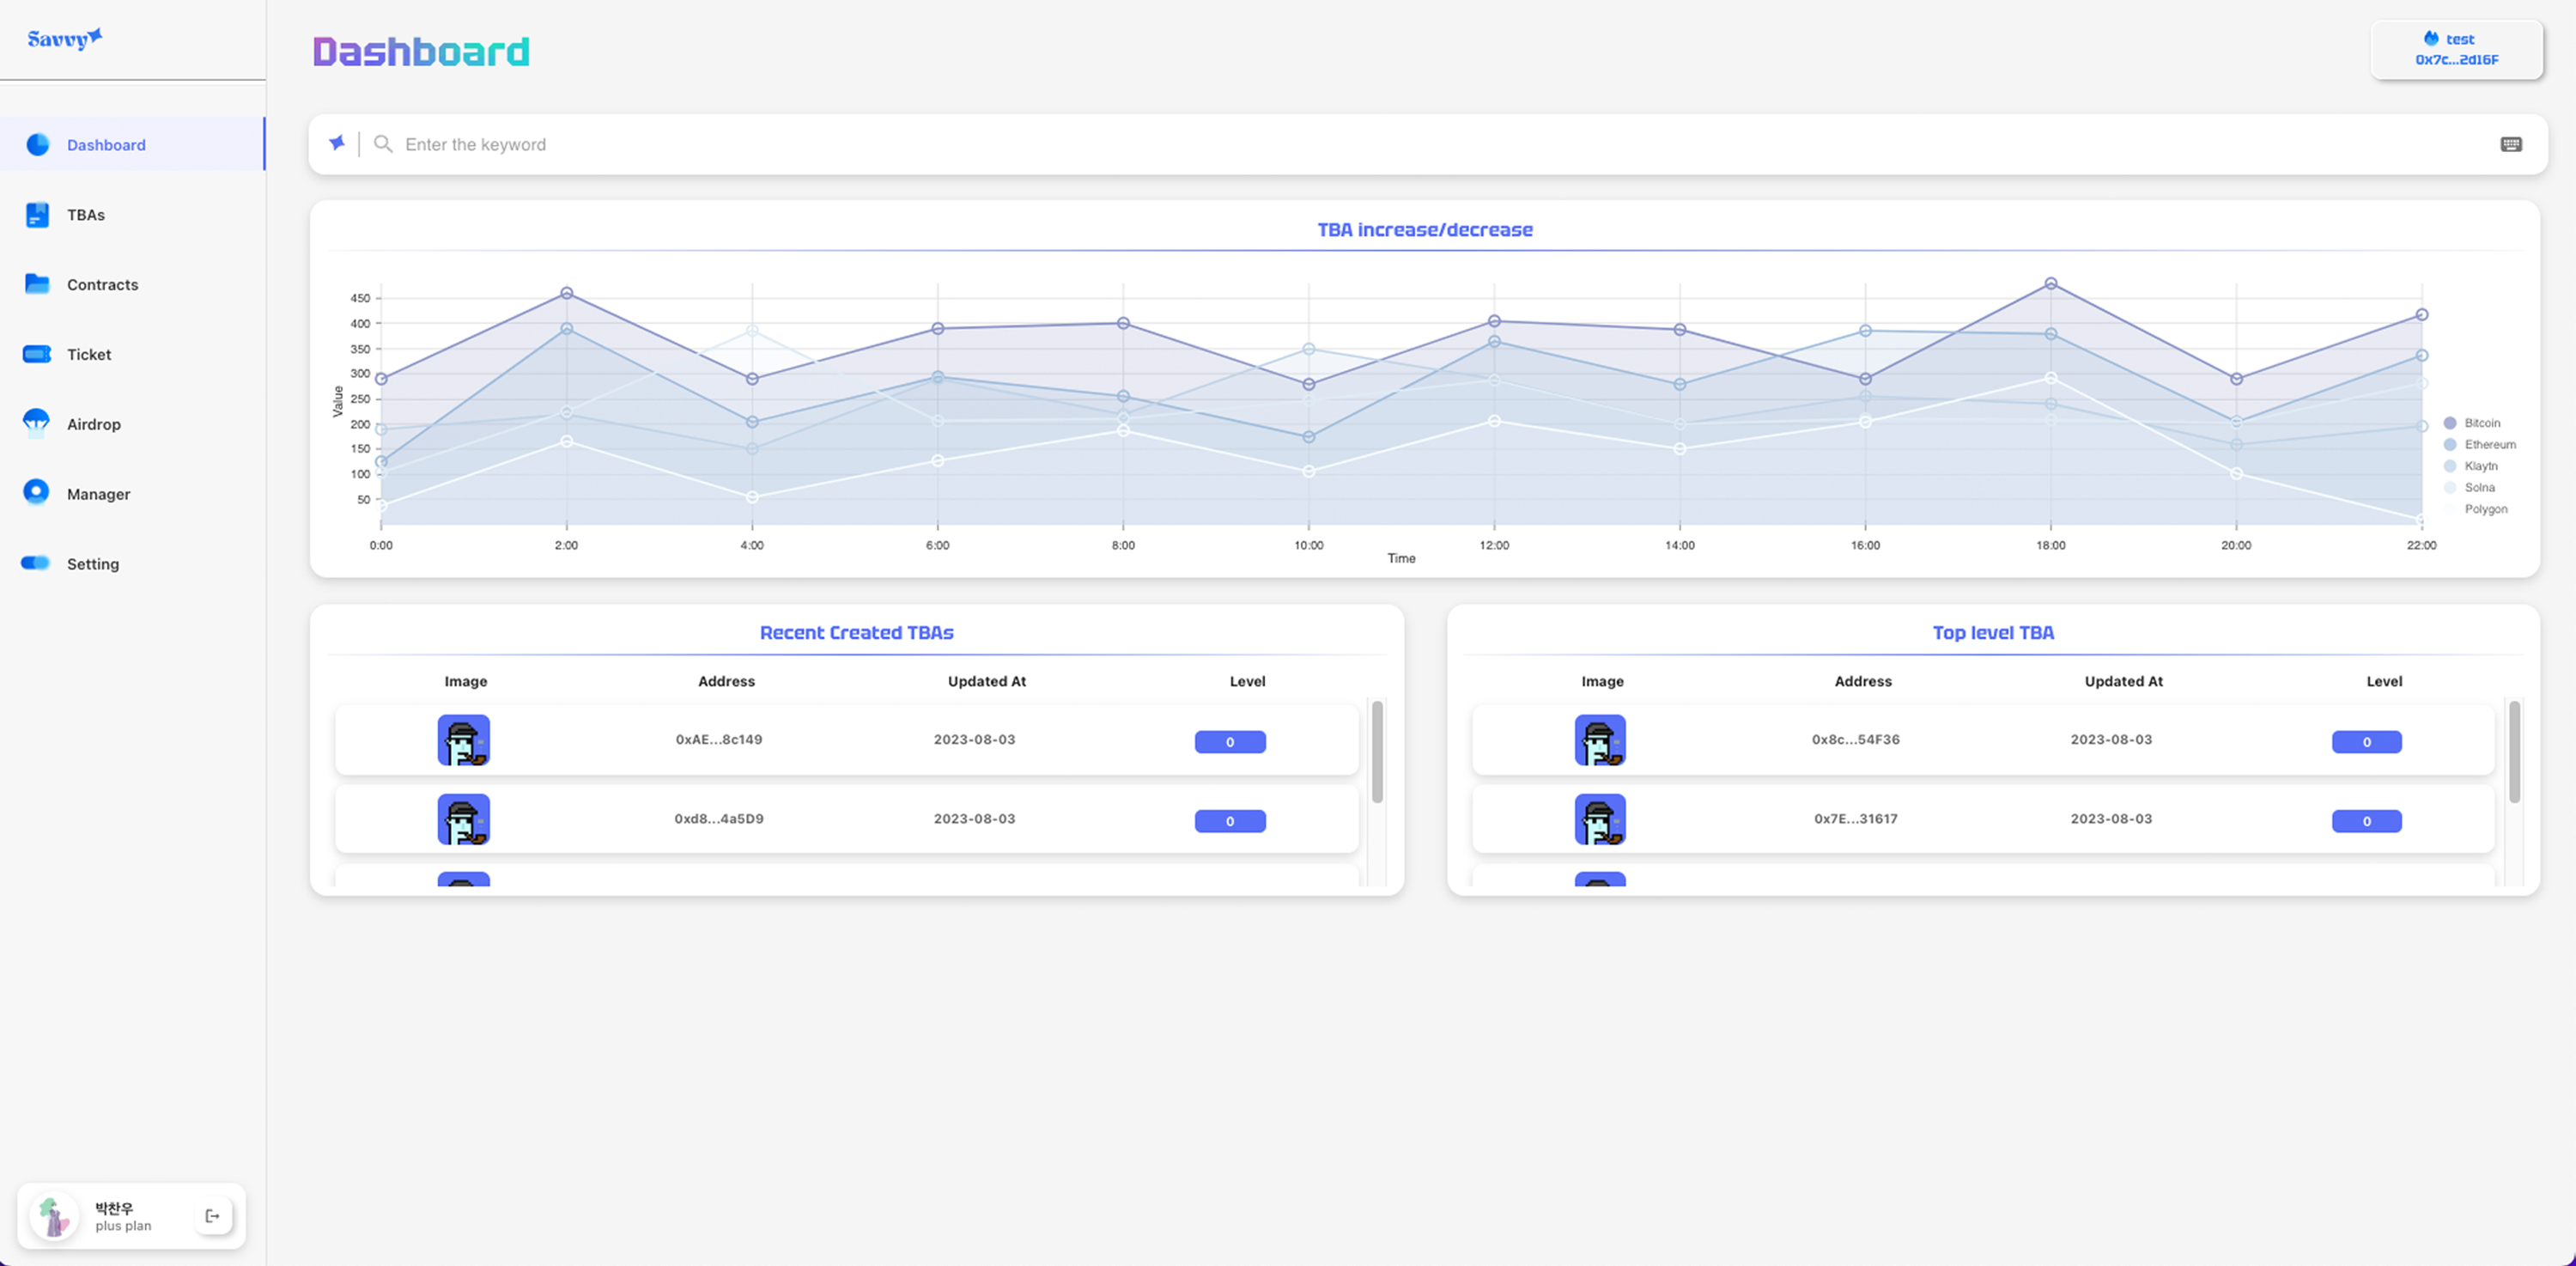 Savvy
Dashboard
TBAs
Contracts
Ticket
Airdrop
Manager
Setting
박찬우
plus plan
Dashboard
test
0x7c...2d16F
Enter the keyword
TBA increase/decrease
450
400
350
300
250
200
150
100
50
Value
0:00 2:00 4:00 6:00 8:00 10:00 12:00 14:00 16:00 18:00 20:00 22:00
Time
Bitcoin
Ethereum
Klaytn
Solna
Polygon
Recent Created TBAs
Image Address Updated At Level
0xAE...8c149 2023-08-03 0
0xd8...4a5D9 2023-08-03 0
Top level TBA
Image Address Updated At Level
0x8c...54F36 2023-08-03 0
0x7E...31617 2023-08-03 0